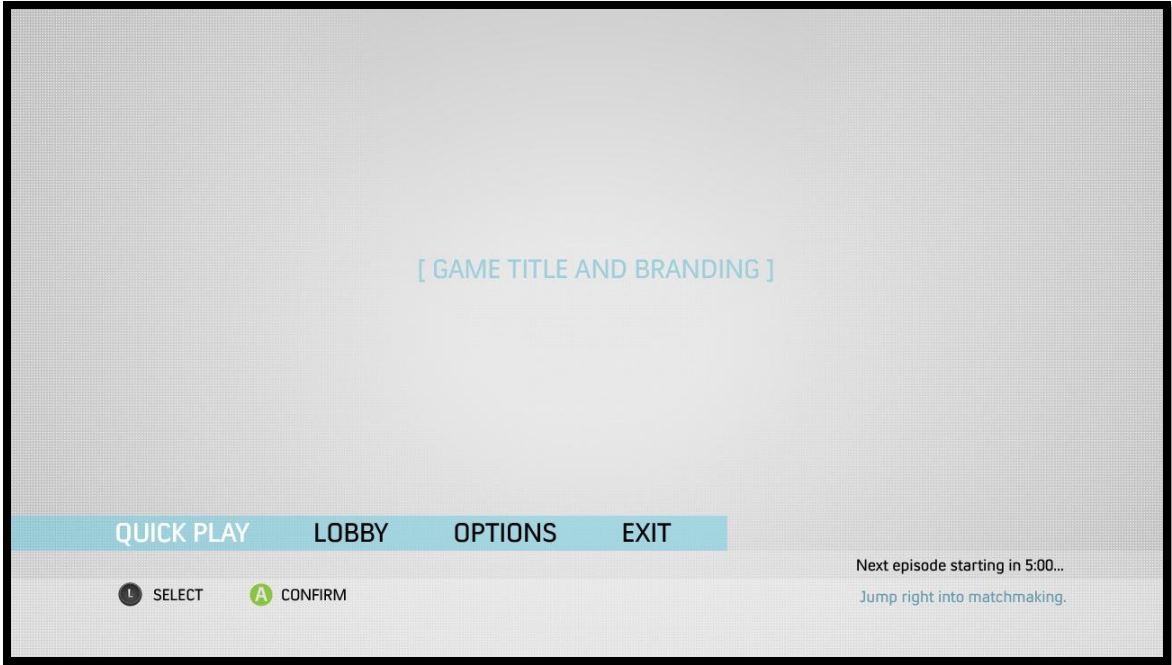 [ GAME TITLE AND BRANDING ]
QUICK PLAY LOBBY OPTIONS EXIT
Next episode starting in 5:00...
L SELECT A CONFIRM
Jump right into matchmaking.